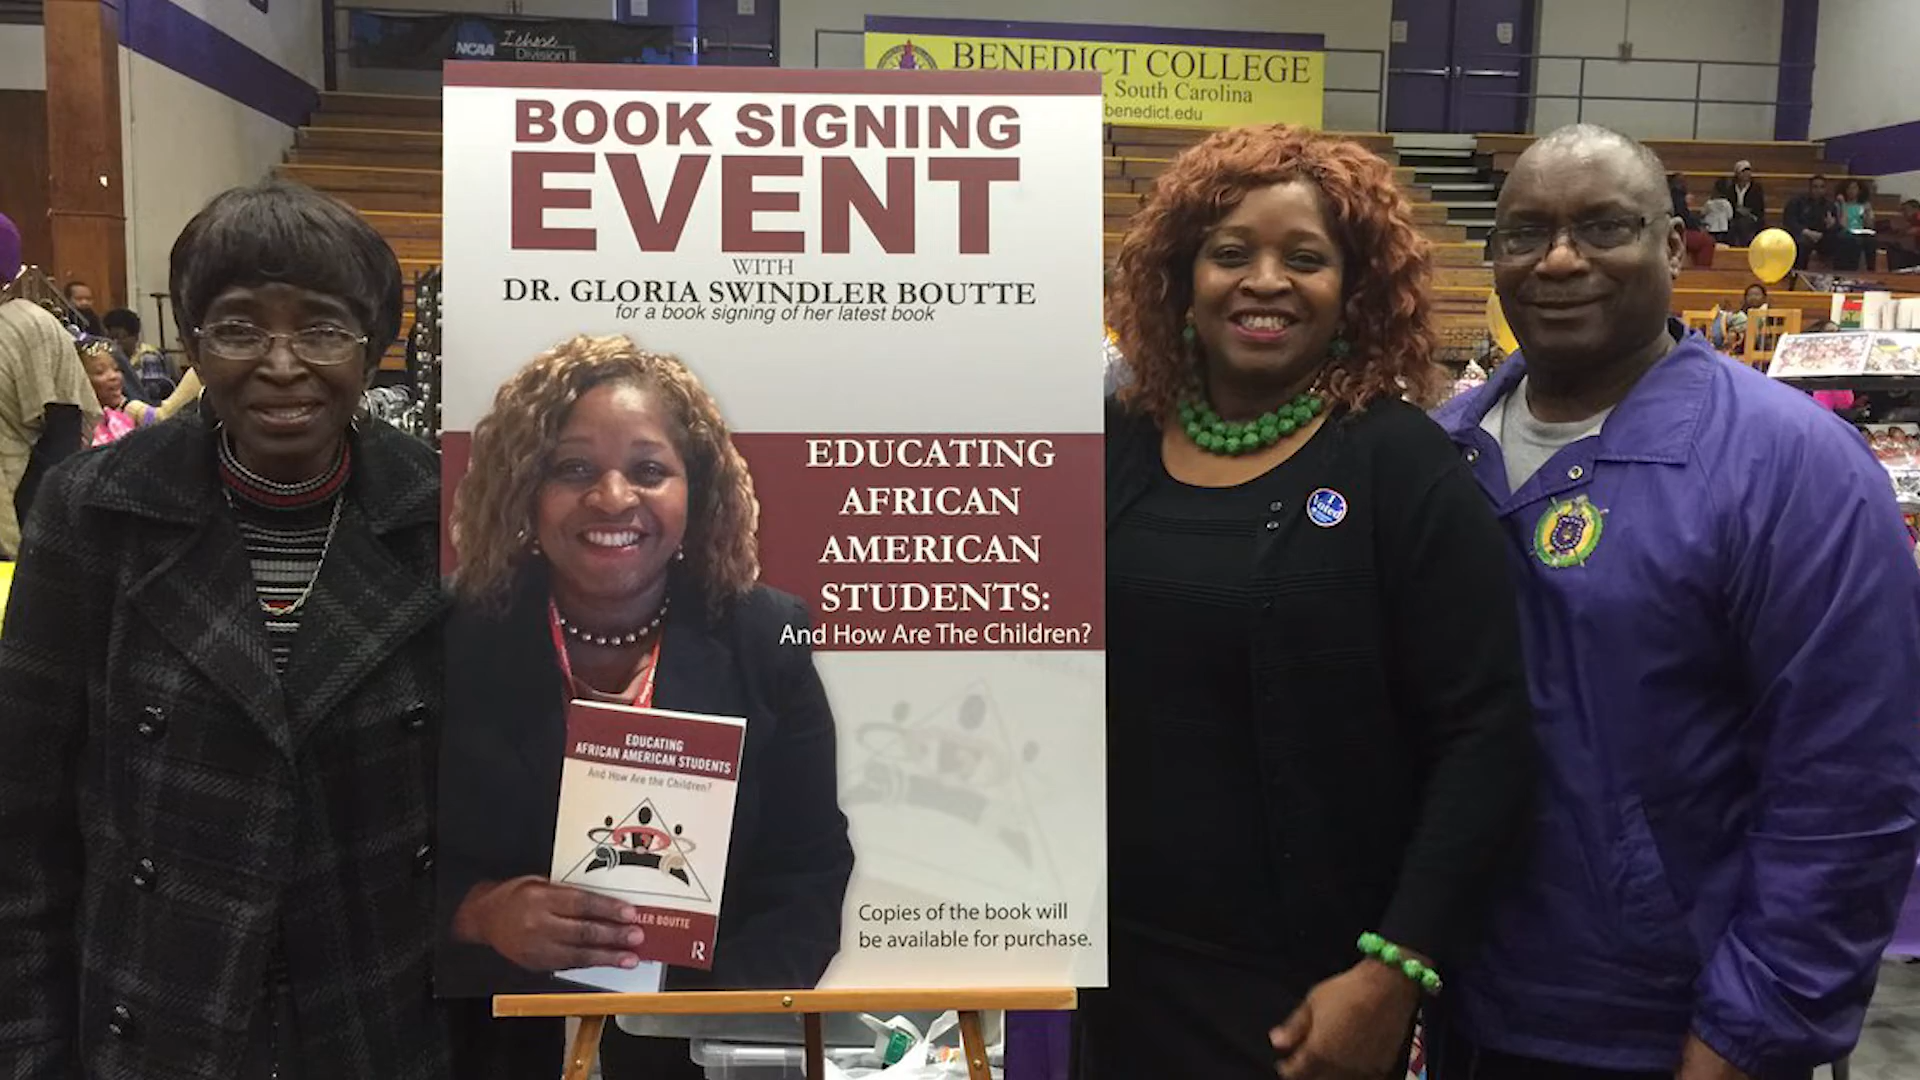 NCAA
Division II
BENEDICT COLLEGE
, South Carolina
benedict.edu
BOOK SIGNING
EVENT
WITH
DR. GLORIA SWINDLER BOUTTE
for a book signing of her latest book
EDUCATING
AFRICAN
AMERICAN
STUDENTS:
And How Are The Children?
EDUCATING
AFRICAN AMERICAN STUDENTS
And How Are the Children?
BOUTTE
R
Copies of the book will
be available for purchase.
I
Voted